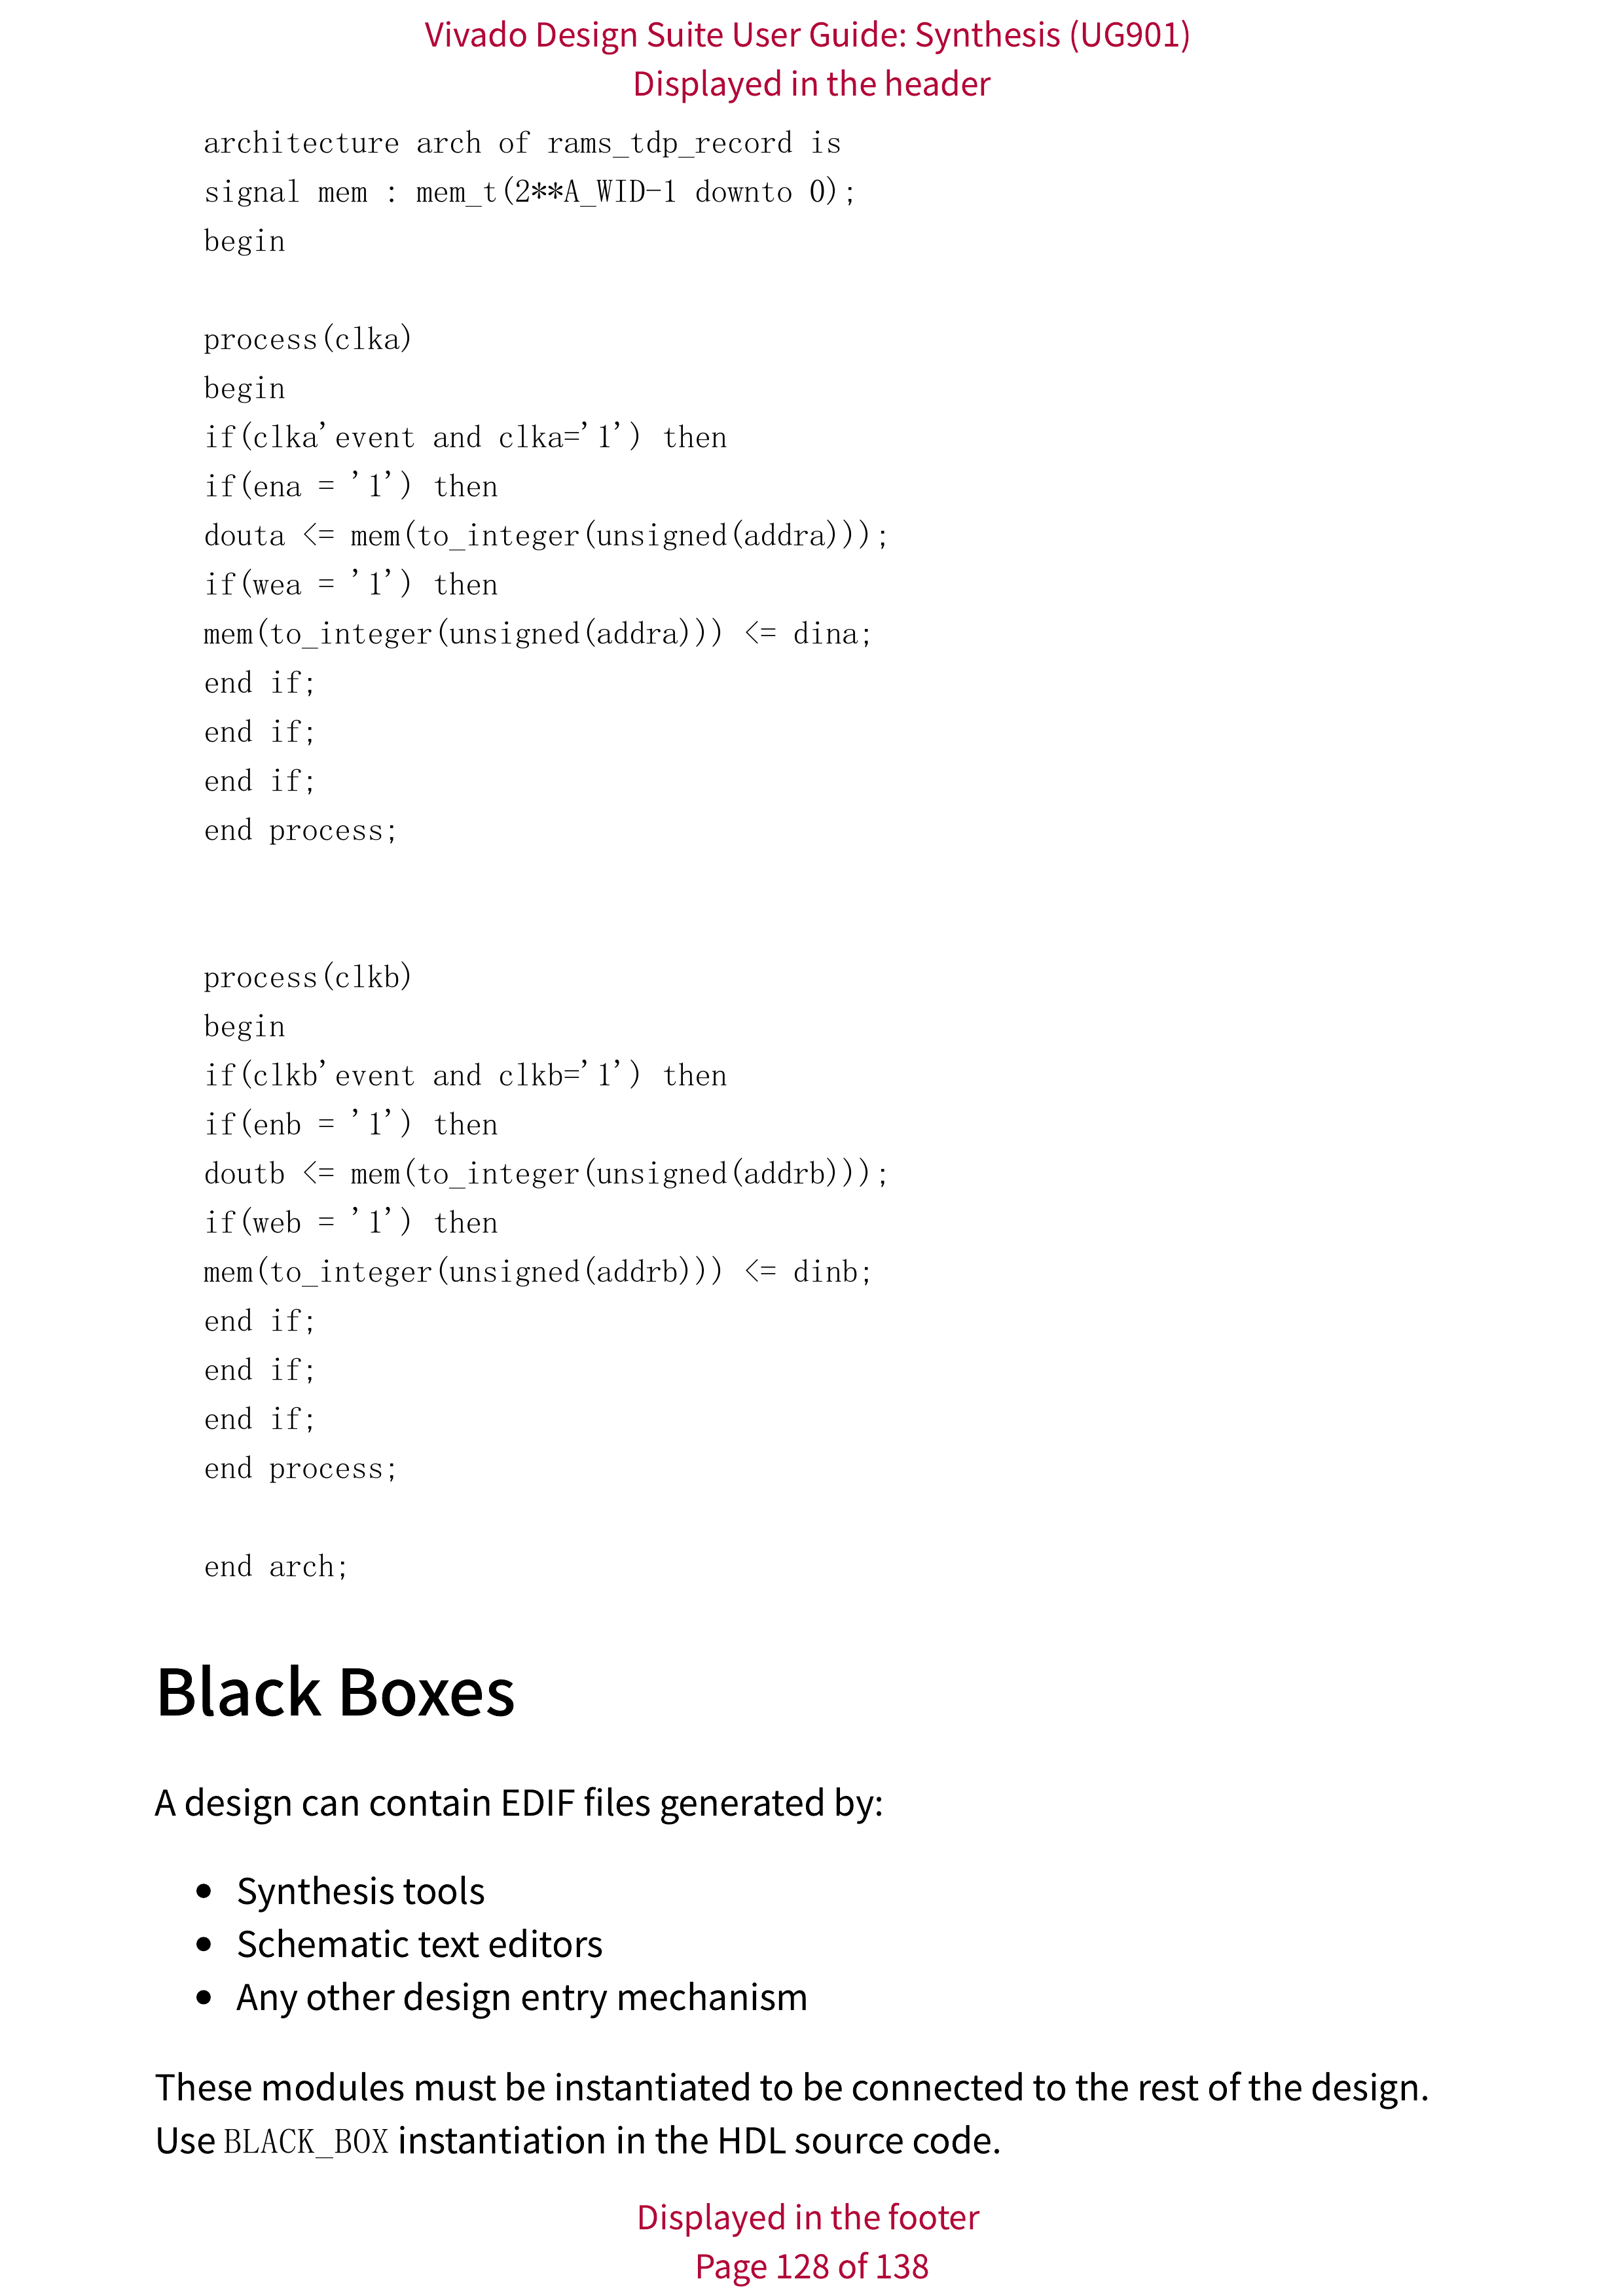 Vivado Design Suite User Guide: Synthesis (UG901)
Displayed in the header
architecture arch of rams_tdp_record is
signal mem : mem_t(2**A_WID-1 downto 0);
begin
process(clka)
begin
if(clka'event and clka='1') then
if(ena = '1') then
douta <= mem(to_integer(unsigned(addra)));
if(wea = '1') then
mem(to_integer(unsigned(addra))) <= dina;
end if;
end if;
end if;
end process;
process(clkb)
begin
if(clkb'event and clkb='1') then
if(enb = '1') then
doutb <= mem(to_integer(unsigned(addrb)));
if(web = '1') then
mem(to_integer(unsigned(addrb))) <= dinb;
end if;
end if;
end if;
end process;
end arch;
Black Boxes
A design can contain EDIF files generated by:
• Synthesis tools
• Schematic text editors
• Any other design entry mechanism
These modules must be instantiated to be connected to the rest of the design.
Use BLACK_BOX instantiation in the HDL source code.
Displayed in the footer
Page 128 of 138